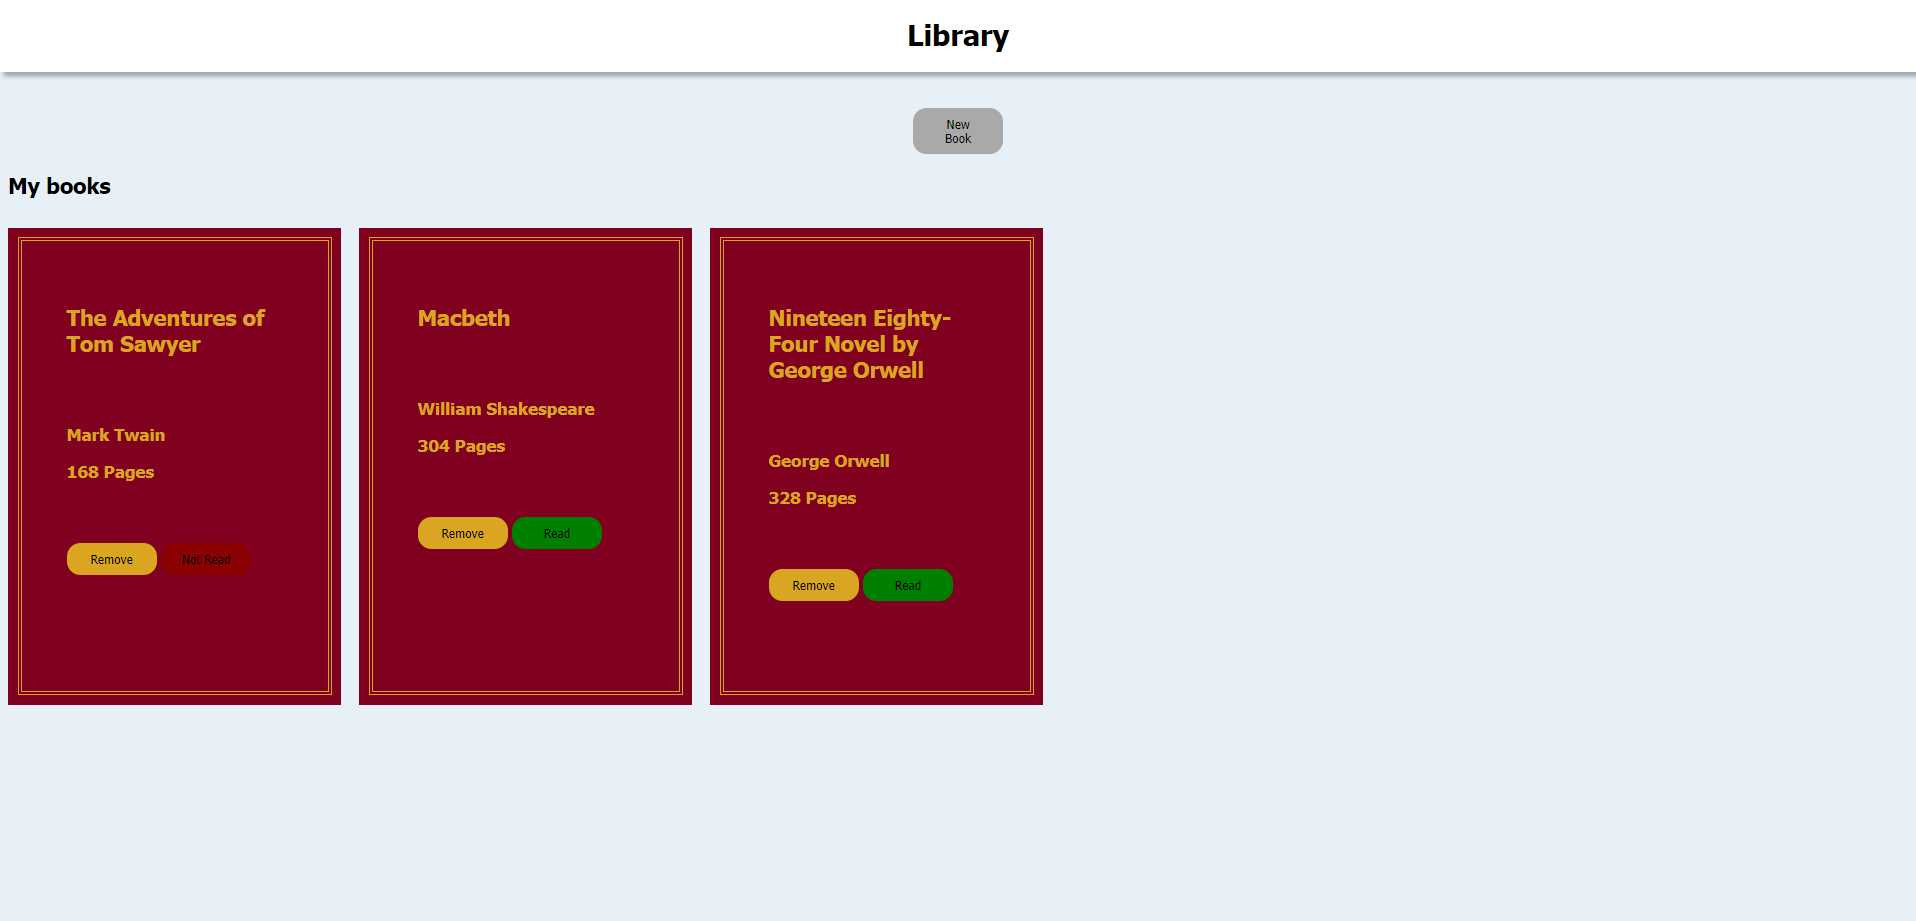 Library
New
Book
My books
The Adventures of
Tom Sawyer
Mark Twain
168 Pages
Remove
Not Read
Macbeth
William Shakespeare
304 Pages
Remove
Read
Nineteen Eighty-
Four Novel by
George Orwell
George Orwell
328 Pages
Remove
Read